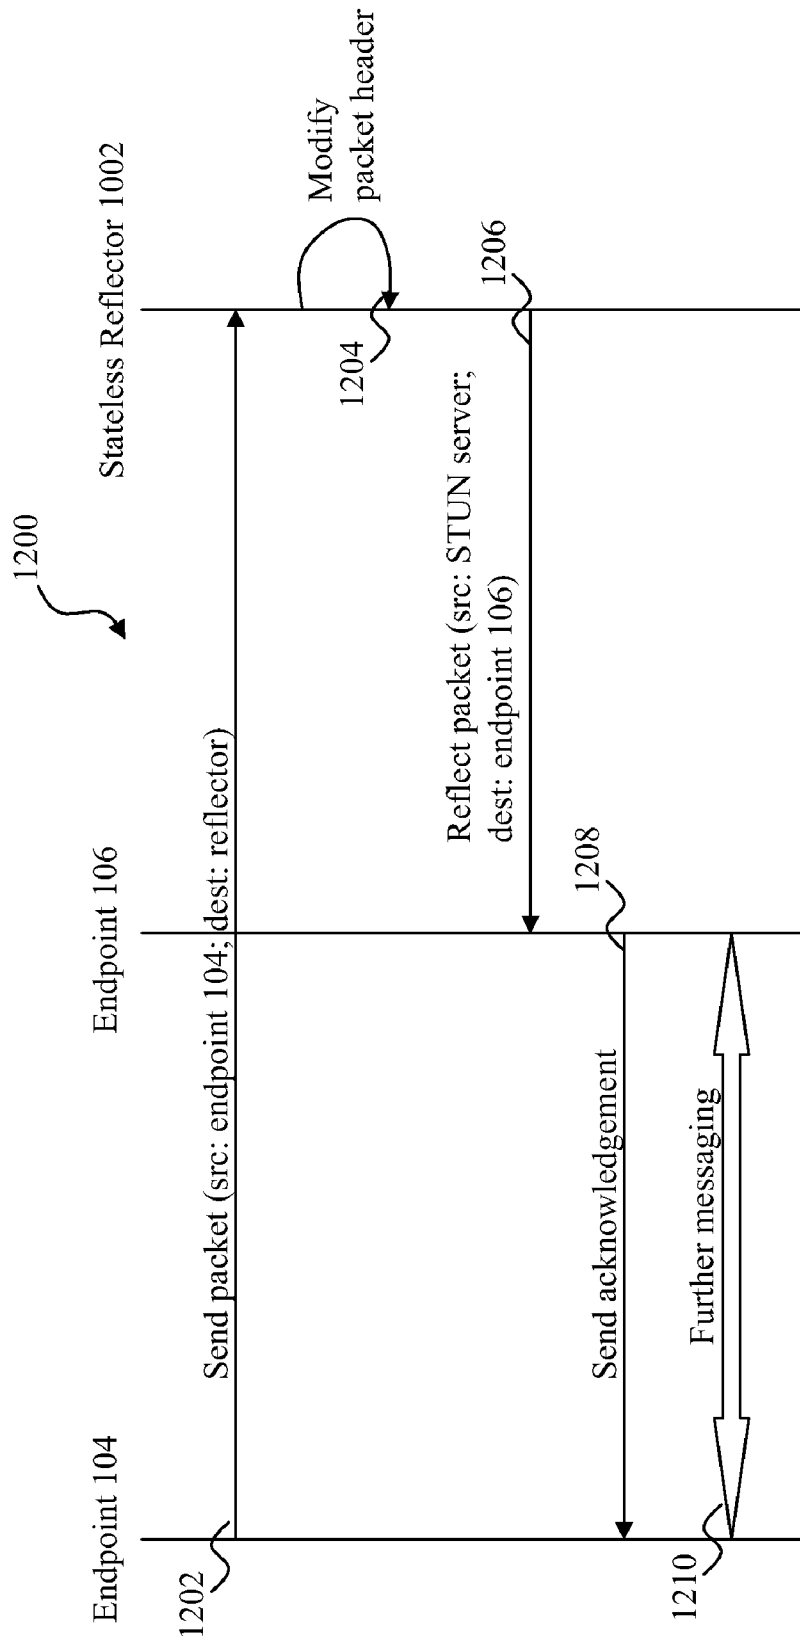 1200
Endpoint 104
Endpoint 106
Stateless Reflector 1002
1202
Send packet (src: endpoint 104; dest: reflector)
Modify
packet header
1204
Reflect packet (src: STUN server;
dest: endpoint 106)
1206
Send acknowledgement
1208
Further messaging
1210